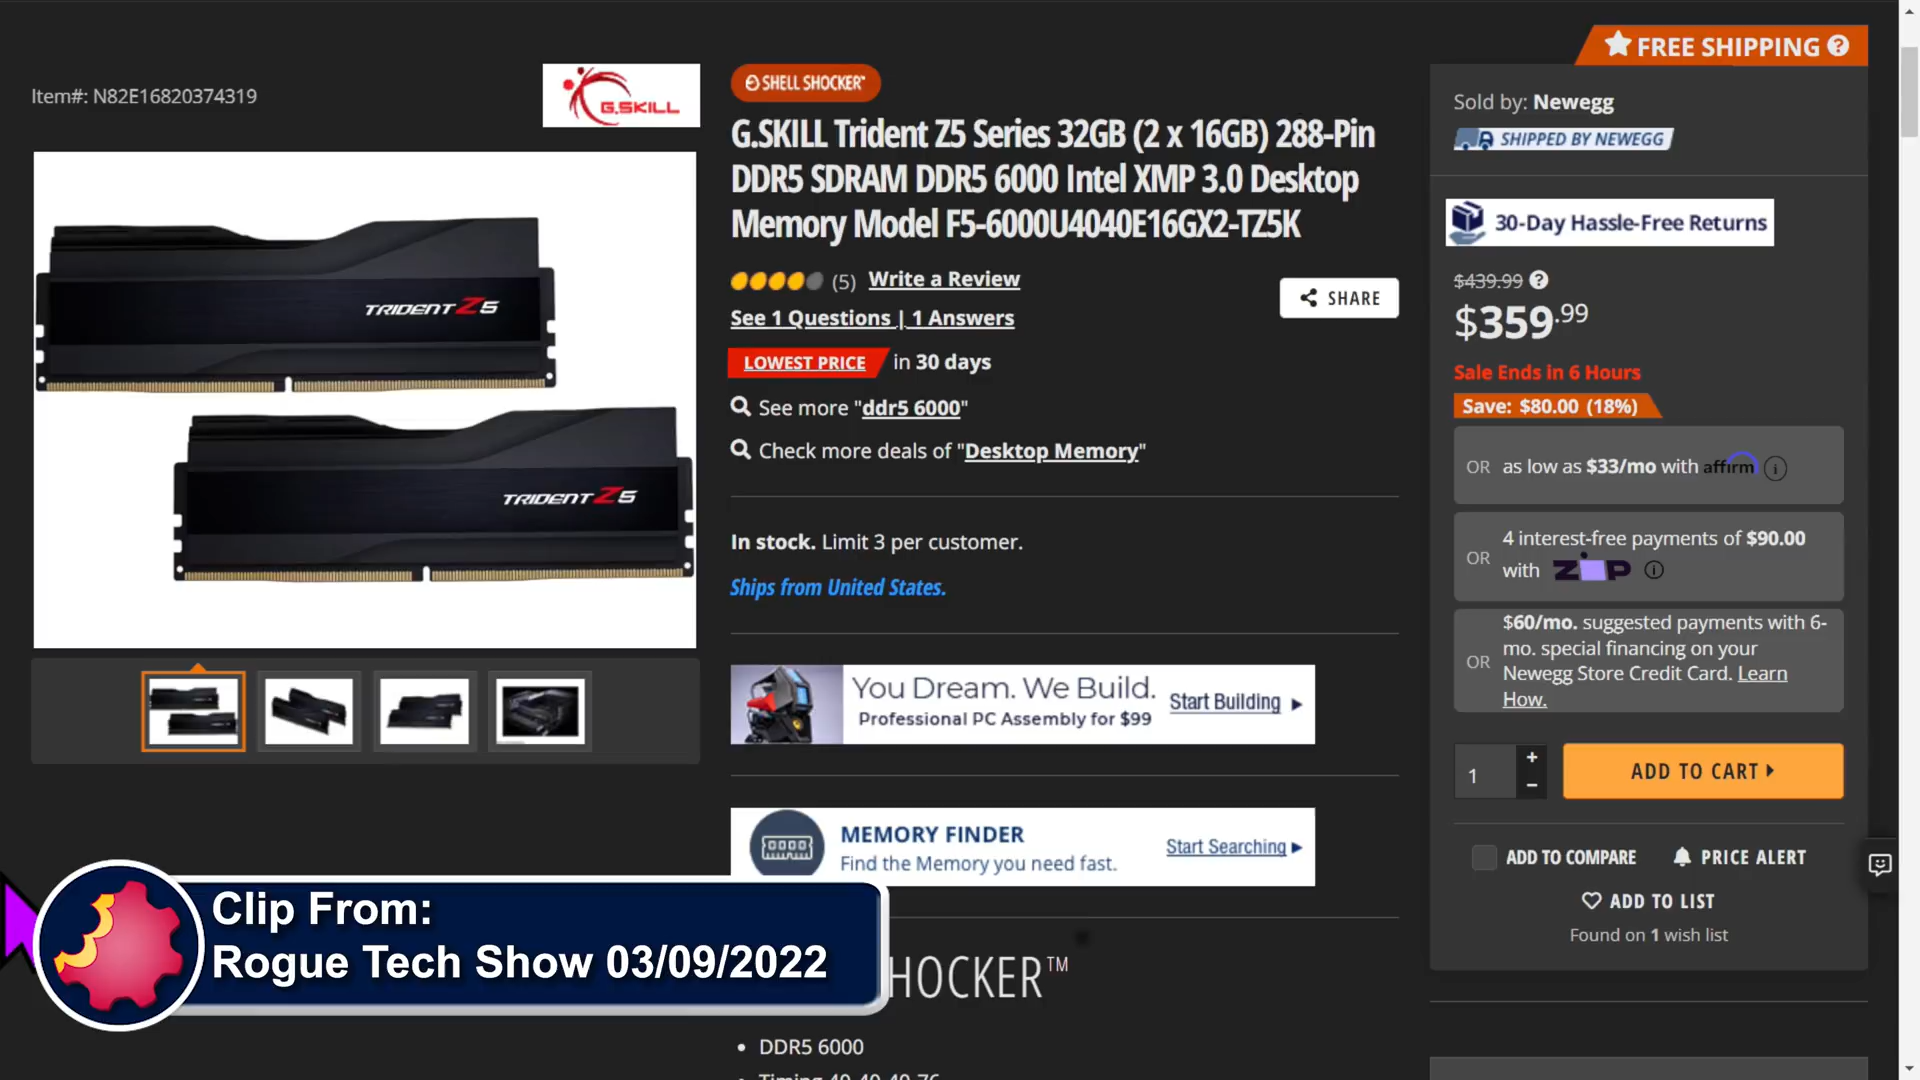 FREE SHIPPING ?
Item#: N82E16820374319
G.SKILL
SHELL SHOCKER
Sold by: Newegg
SHIPPED BY NEWEGG
G.SKILL Trident Z5 Series 32GB (2 x 16GB) 288-Pin
DDR5 SDRAM DDR5 6000 Intel XMP 3.0 Desktop
Memory Model F5-6000U4040E16GX2-TZ5K
30-Day Hassle-Free Returns
(5) Write a Review
SHARE
See 1 Questions | 1 Answers
LOWEST PRICE in 30 days
See more "ddr5 6000"
Check more deals of "Desktop Memory"
$439.99 ?
$359.99
Sale Ends in 6 Hours
Save: $80.00 (18%)
OR as low as $33/mo with affirm
4 interest-free payments of $90.00
OR
with ZIP
$60/mo. suggested payments with 6-
mo. special financing on your
OR
Newegg Store Credit Card. Learn
How.
TRIDENT Z5
TRIDENT Z5
In stock. Limit 3 per customer.
Ships from United States.
You Dream. We Build.
Professional PC Assembly for $99
Start Building
1
+
-
ADD TO CART
MEMORY FINDER
Find the Memory you need fast.
Start Searching
ADD TO COMPARE
PRICE ALERT
ADD TO LIST
Found on 1 wish list
Clip From:
Rogue Tech Show 03/09/2022
HOCKER™
• DDR5 6000
• Timing 40-40-40-76